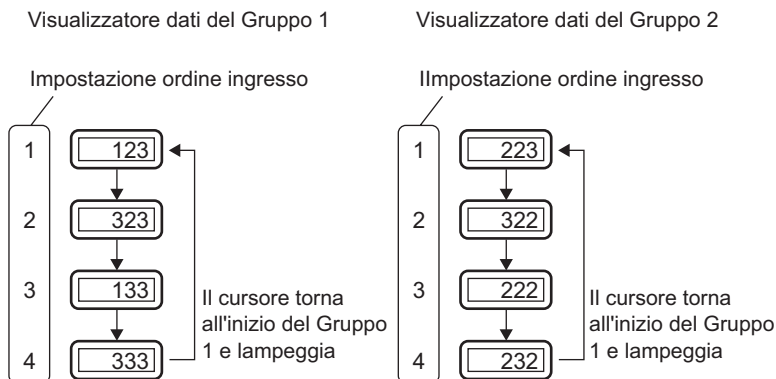 Visualizzatore dati del Gruppo 1
Impostazione ordine ingresso
1 123
2 323
3 133
4 333
Il cursore torna
all'inizio del Gruppo
1 e lampeggia
Visualizzatore dati del Gruppo 2
IImpostazione ordine ingresso
1 223
2 322
3 222
4 232
Il cursore torna
all'inizio del Gruppo
1 e lampeggia